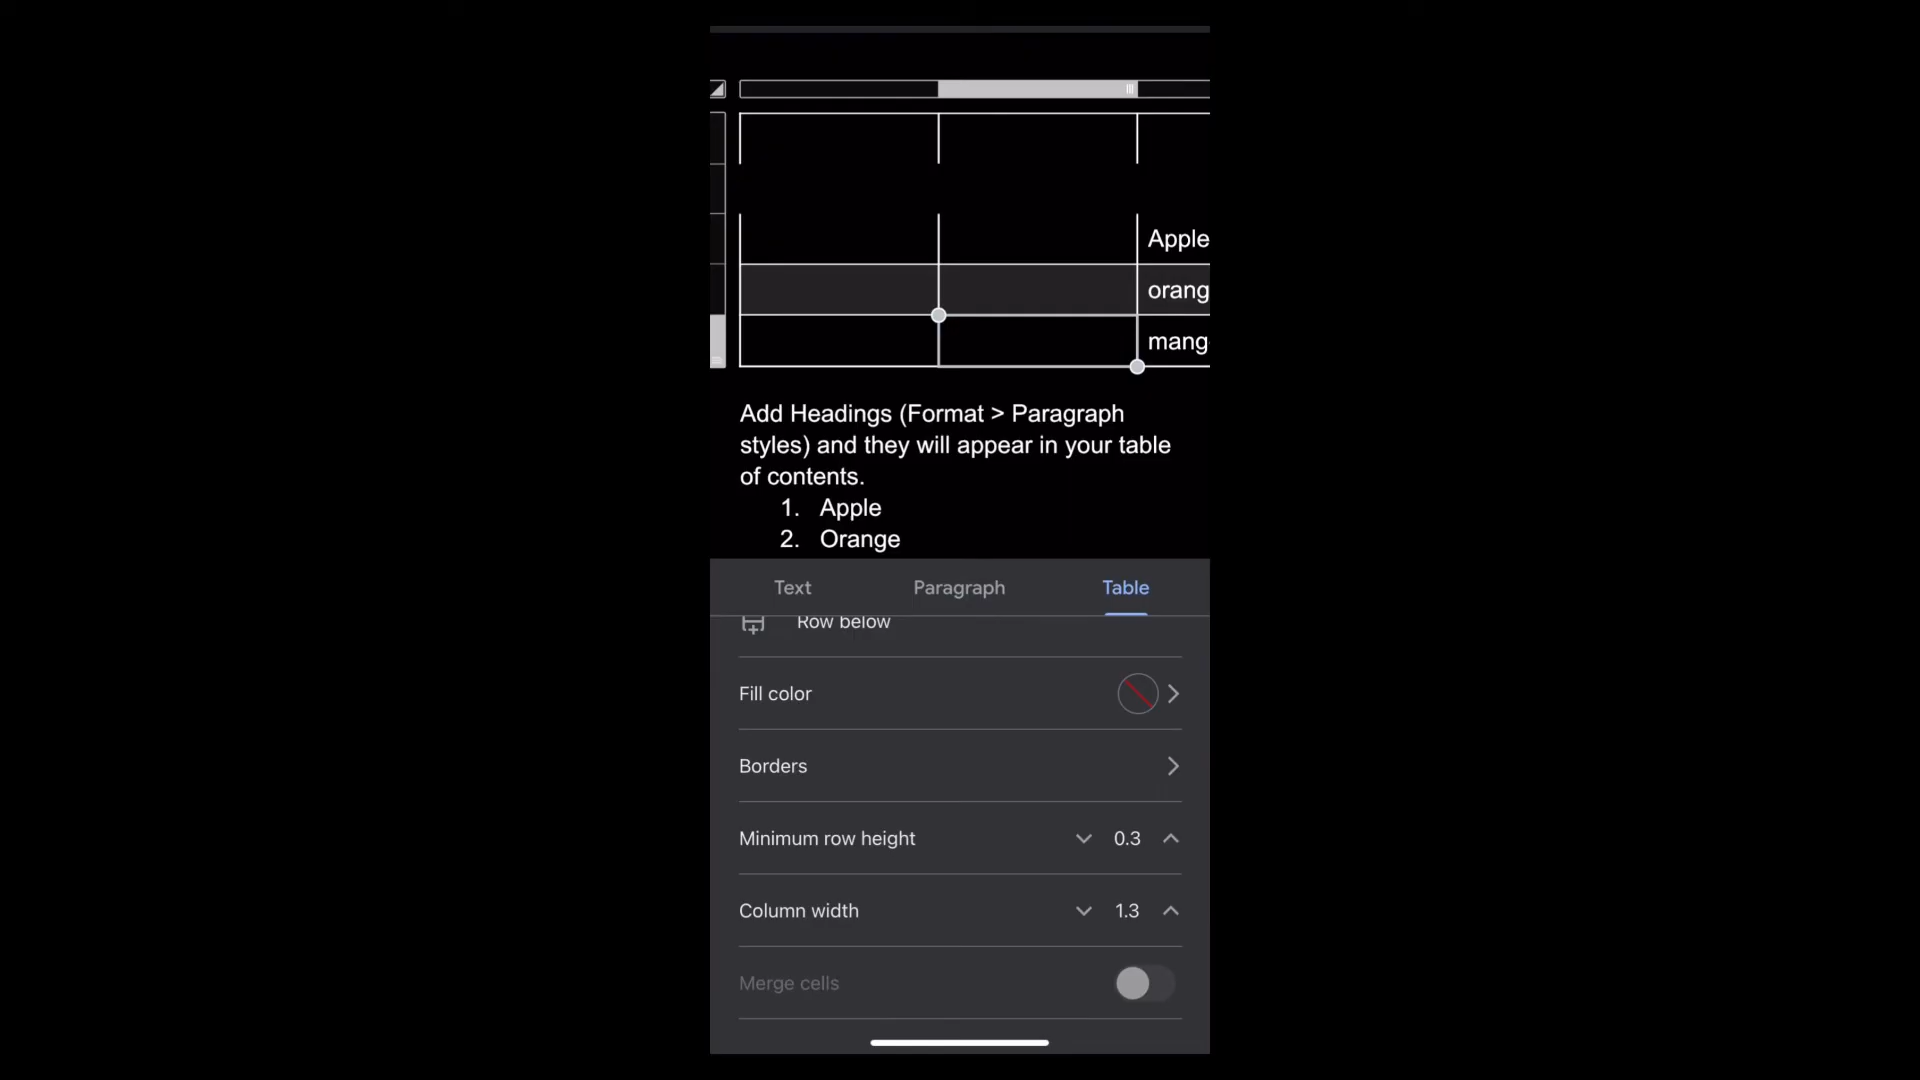 Apple
orang
mang
Add Headings (Format > Paragraph
styles) and they will appear in your table
of contents.
1. Apple
2. Orange
Text Paragraph Table
Row below
Fill color
Borders
Minimum row height 0.3
Column width 1.3
Merge cells